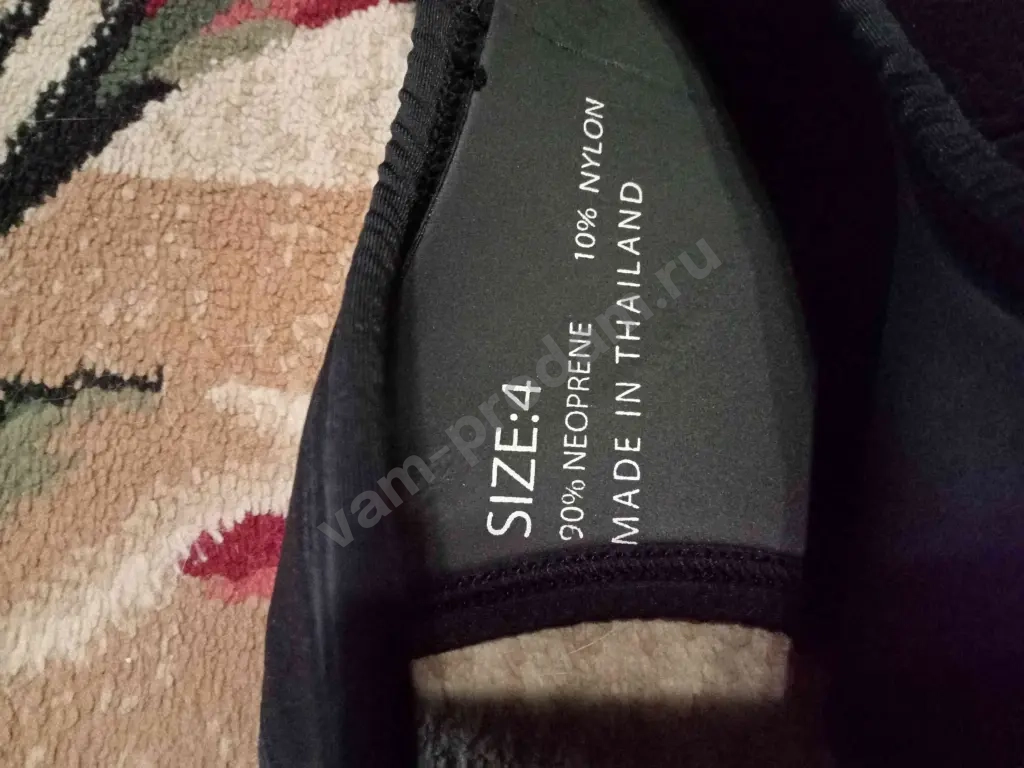 SIZE:4
90% NEOPRENE 10% NYLON
MADE IN THAILAND
vam-prodam.ru